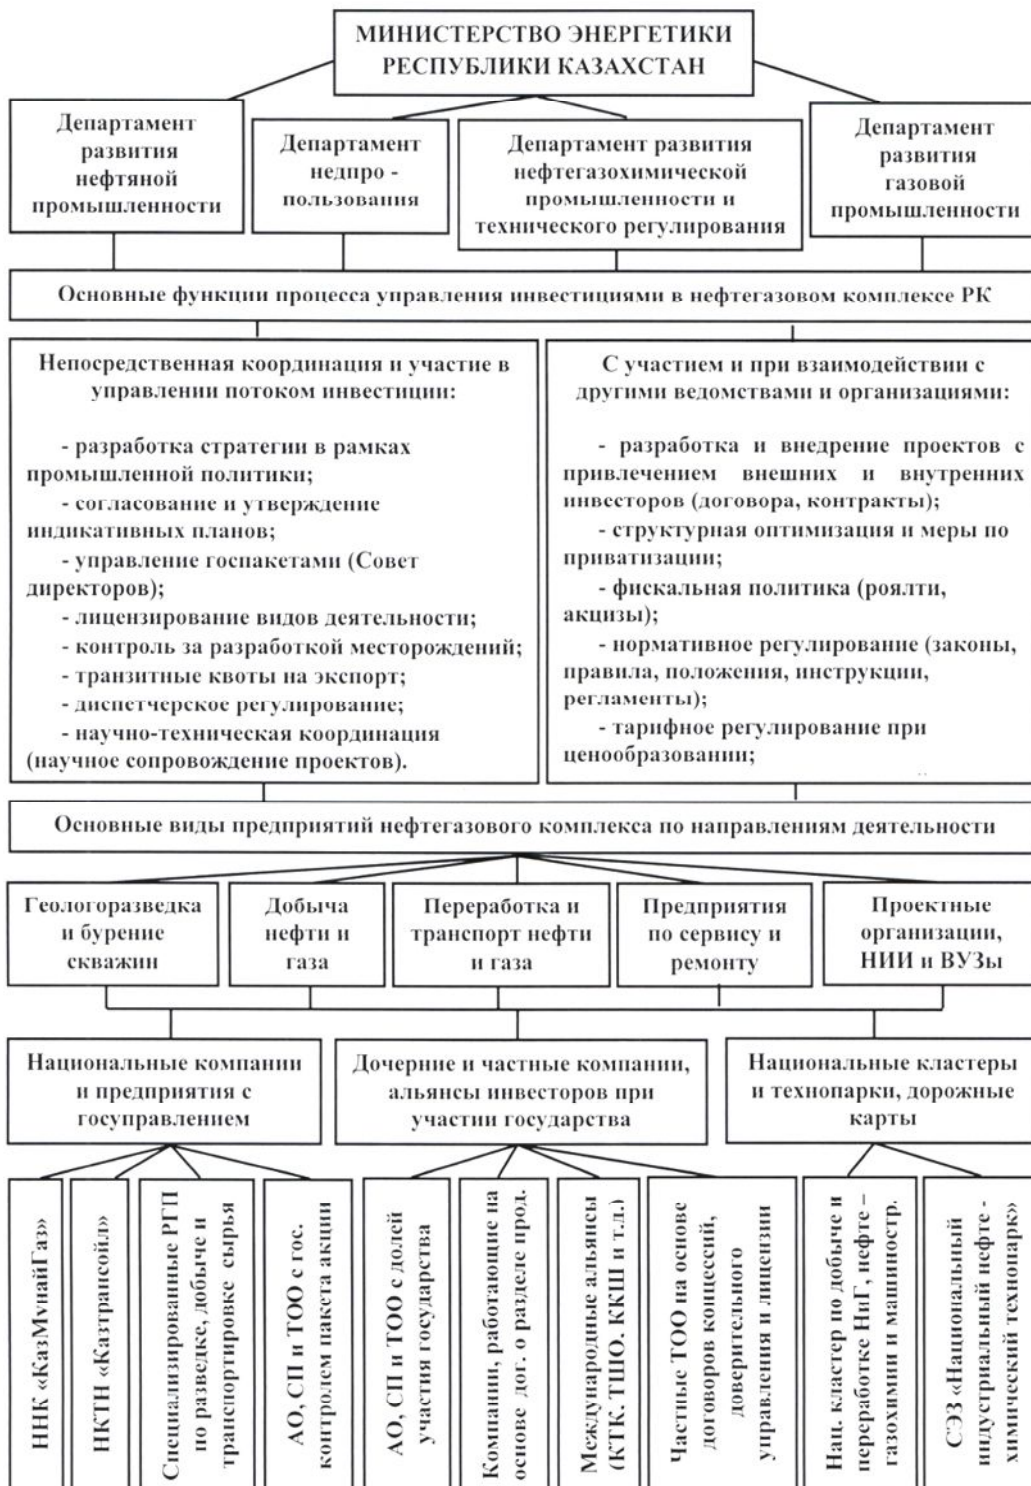 МИНИСТЕРСТВО ЭНЕРГЕТИКИ
РЕСПУБЛИКИ КАЗАХСТАН
Департамент
развития
нефтяной
промышленности
Департамент
недпро -
пользования
Департамент развития
нефтегазохимической
промышленности и
технического регулирования
Департамент
развития
газовой
промышленности
Основные функции процесса управления инвестициями в нефтегазовом комплексе РК
Непосредственная координация и участие в
управлении потоком инвестиции:
- разработка стратегии в рамках
промышленной политики;
- согласование и утверждение
индикативных планов;
- управление госпакетами (Совет
директоров);
- лицензирование видов деятельности;
- контроль за разработкой месторождений;
- транзитные квоты на экспорт;
- диспетчерское регулирование;
- научно-техническая координация
(научное сопровождение проектов).
С участием и при взаимодействии с
другими ведомствами и организациями:
- разработка и внедрение проектов с
привлечением внешних и внутренних
инвесторов (договора, контракты);
- структурная оптимизация и меры по
приватизации;
- фискальная политика (роялти,
акцизы);
- нормативное регулирование (законы,
правила, положения, инструкции,
регламенты);
- тарифное регулирование при
ценообразовании;
Основные виды предприятий нефтегазового комплекса по направлениям деятельности
Геологоразведка
и бурение
скважин
Добыча
нефти и
газа
Переработка и
транспорт нефти
и газа
Предприятия
по сервису и
ремонту
Проектные
организации,
НИИ и ВУЗы
Национальные компании
и предприятия с
госуправлением
Дочерние и частные компании,
альянсы инвесторов при
участии государства
Национальные кластеры
и технопарки, дорожные
карты
ННК «КазМунайГаз»
НКТН «Казтрансойл»
Специализированные РГП
по разведке, добыче и
транспортировке сырья
АО, СП и ТОО с гос.
контролем пакета акции
АО, СП и ТОО с долей
участия государства
Компании, работающие на
основе дог. о разделе прод.
Международные альянсы
(КТК. ТШО. ККШ и т.д.)
Частные ТОО на основе
договоров концессий,
доверительного
управления и лицензии
Нац. кластер по добыче и
переработке НиГ, нефте –
газохимии и машиностр.
СЭЗ «Национальный
индустриальный нефте -
химический технопарк»